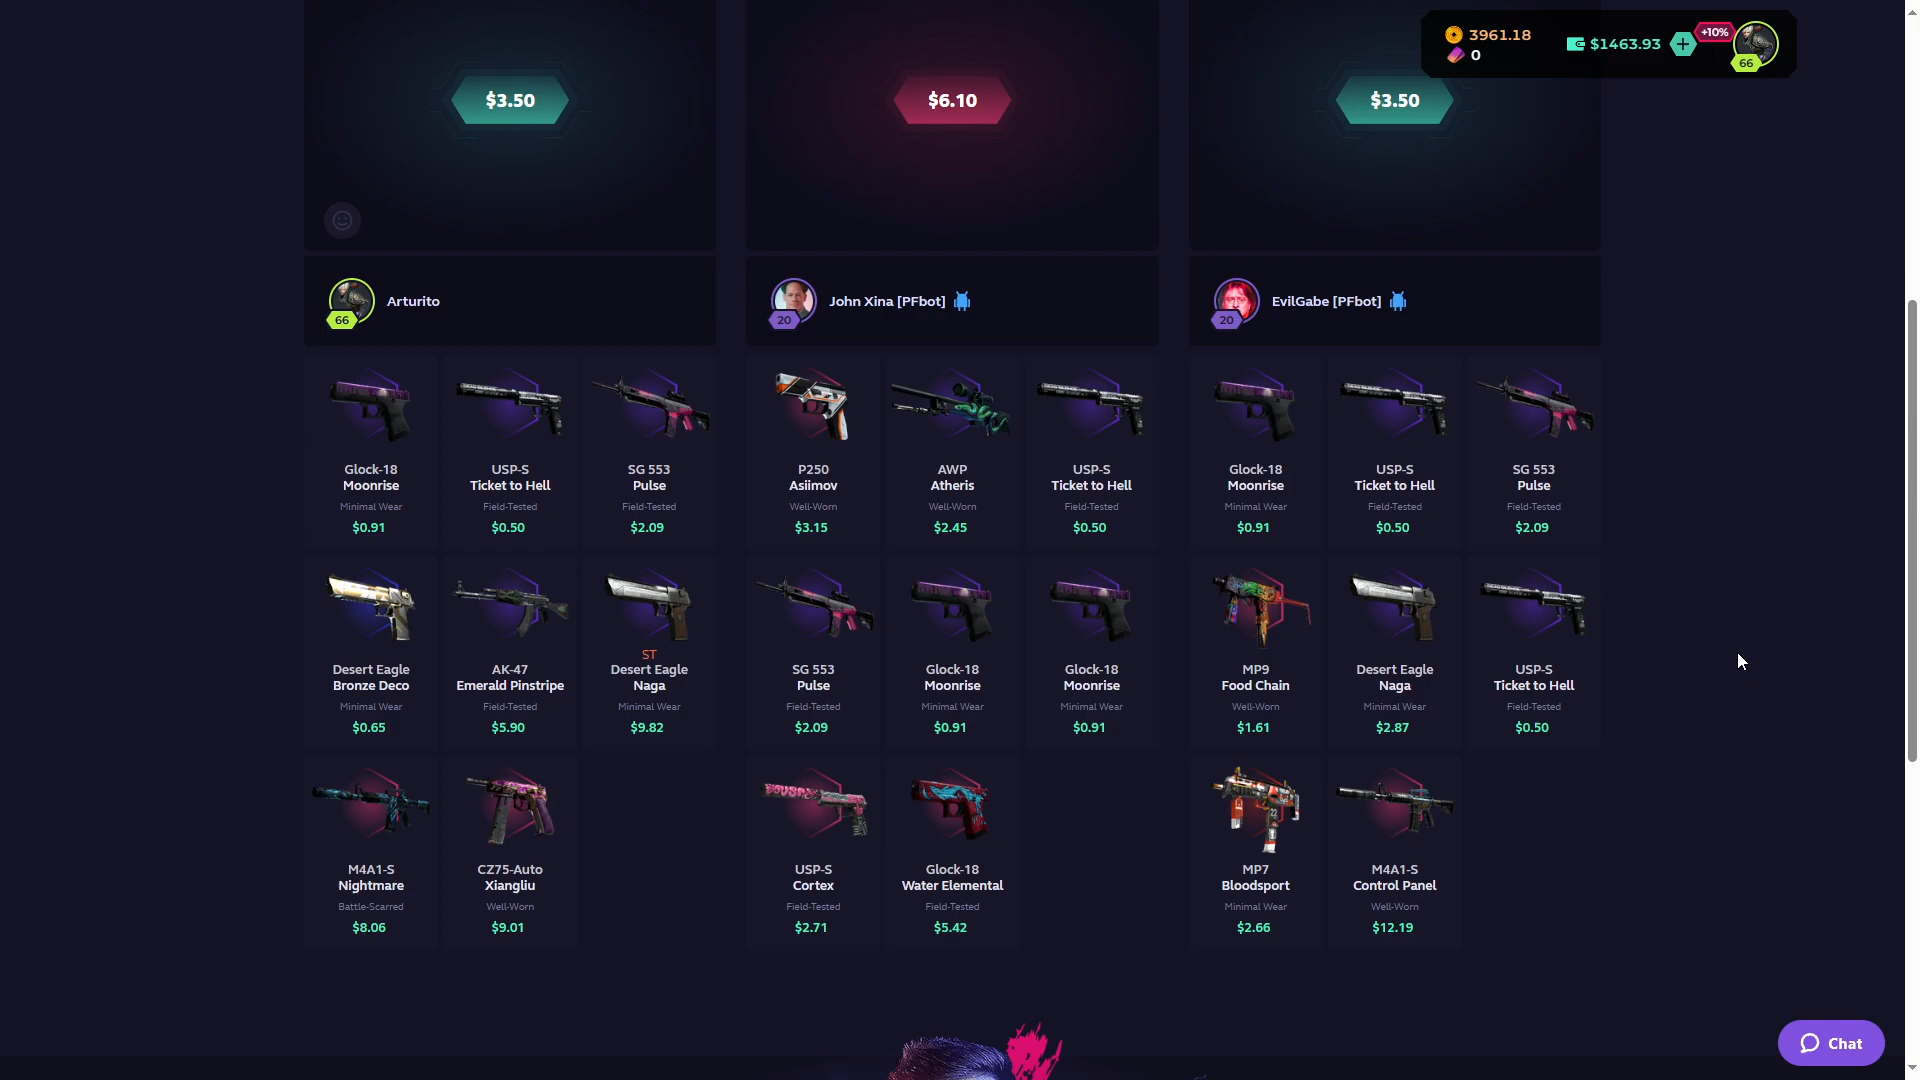 3961.18
0
$1463.93
+10%
66
$3.50
$6.10
$3.50
66
Arturito
20
John Xina [PFbot]
20
EvilGabe [PFbot]
Glock-18
Moonrise
Minimal Wear
$0.91
USP-S
Ticket to Hell
Field-Tested
$0.50
SG 553
Pulse
Field-Tested
$2.09
P250
Asiimov
Well-Worn
$3.15
AWP
Atheris
Well-Worn
$2.45
USP-S
Ticket to Hell
Field-Tested
$0.50
Glock-18
Moonrise
Minimal Wear
$0.91
USP-S
Ticket to Hell
Field-Tested
$0.50
SG 553
Pulse
Field-Tested
$2.09
Desert Eagle
Bronze Deco
Minimal Wear
$0.65
AK-47
Emerald Pinstripe
Field-Tested
$5.90
ST
Desert Eagle
Naga
Minimal Wear
$9.82
SG 553
Pulse
Field-Tested
$2.09
Glock-18
Moonrise
Minimal Wear
$0.91
Glock-18
Moonrise
Minimal Wear
$0.91
MP9
Food Chain
Well-Worn
$1.61
Desert Eagle
Naga
Minimal Wear
$2.87
USP-S
Ticket to Hell
Field-Tested
$0.50
M4A1-S
Nightmare
Battle-Scarred
$8.06
CZ75-Auto
Xiangliu
Well-Worn
$9.01
USP-S
Cortex
Field-Tested
$2.71
Glock-18
Water Elemental
Field-Tested
$5.42
MP7
Bloodsport
Minimal Wear
$2.66
M4A1-S
Control Panel
Well-Worn
$12.19
Chat